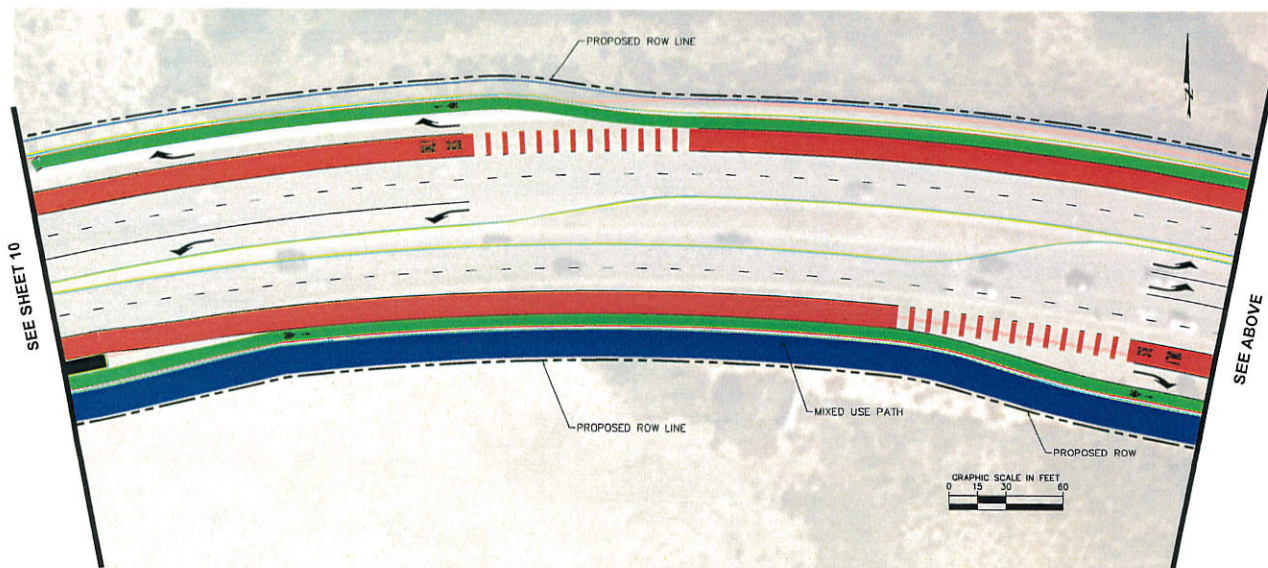 PROPOSED ROW LINE
SEE SHEET 10
SEE ABOVE
MIXED USE PATH
PROPOSED ROW LINE
PROPOSED ROW
GRAPHIC SCALE IN FEET
0 15 30 60